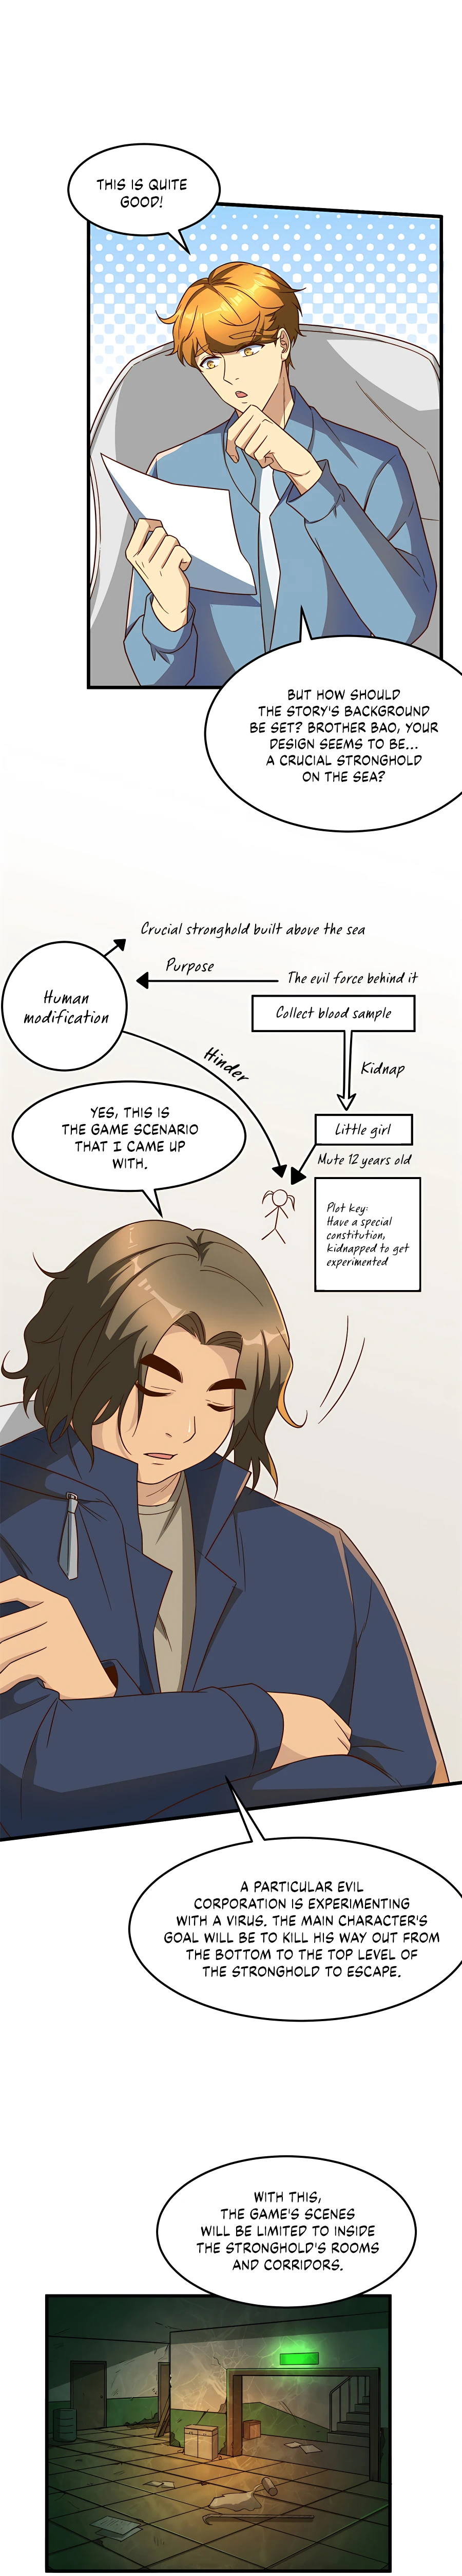 THIS IS QUITE
GOOD!
BUT HOW SHOULD
THE STORY'S BACKGROUND
BE SET? BROTHER BAO, YOUR
DESIGN SEEMS TO BE...
A CRUCIAL STRONGHOLD
ON THE SEA?
Crucial stronghold built above the sea
Purpose
The evil force behind it
Human
modification
Collect blood sample
Hinder
Kidnap
Little girl
Mute 12 years old
Plot key:
Have a special
constitution,
kidnapped to get
experimented
YES, THIS IS
THE GAME SCENARIO
THAT I CAME UP
WITH.
A PARTICULAR EVIL
CORPORATION IS EXPERIMENTING
WITH A VIRUS. THE MAIN CHARACTER'S
GOAL WILL BE TO KILL HIS WAY OUT FROM
THE BOTTOM TO THE TOP LEVEL OF
THE STRONGHOLD TO ESCAPE.
WITH THIS,
THE GAME'S SCENES
WILL BE LIMITED TO INSIDE
THE STRONGHOLD'S ROOMS
AND CORRIDORS.